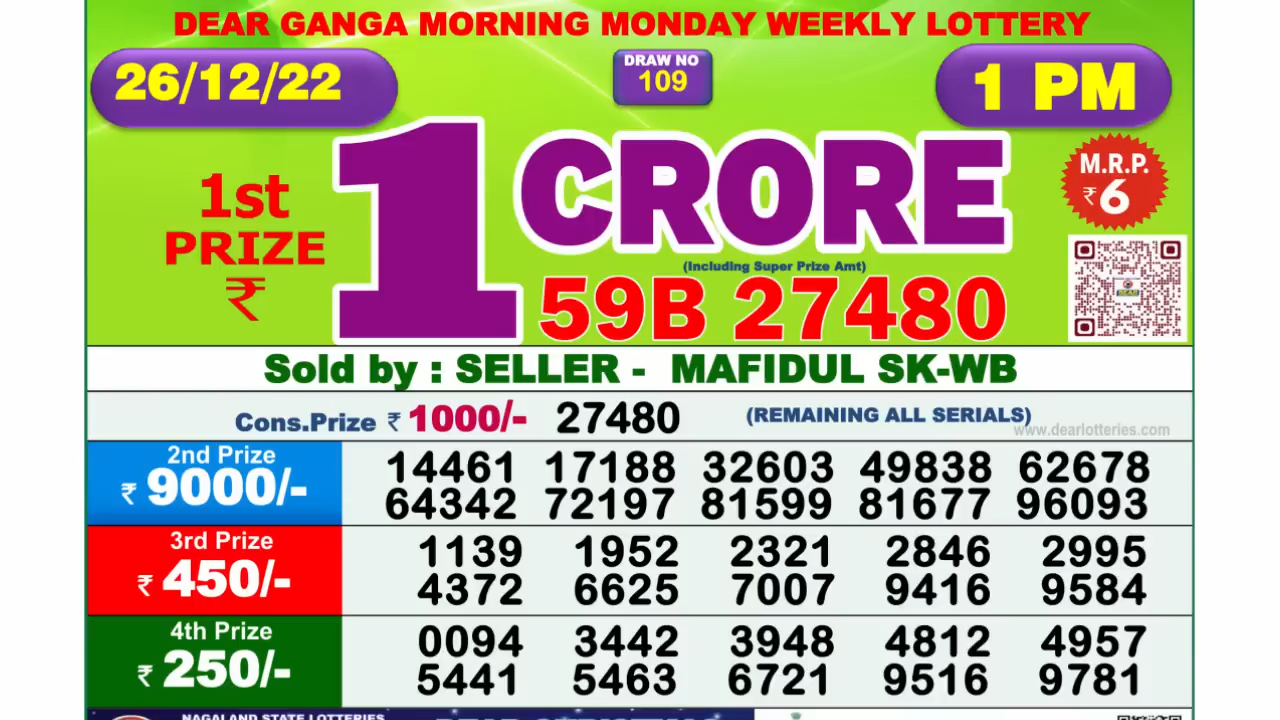 DEAR GANGA MORNING MONDAY WEEKLY LOTTERY
26/12/22
DRAW NO
109
1 PM
1st
PRIZE
₹
1 CRORE
(Including Super Prize Amt)
59B 27480
M.R.P.
₹ 6
DEAR
Sold by : SELLER - MAFIDUL SK-WB
Cons.Prize ₹ 1000/- 27480 (REMAINING ALL SERIALS)
www.dearlotteries.com
2nd Prize
₹ 9000/-
14461 17188 32603 49838 62678
64342 72197 81599 81677 96093
3rd Prize
₹ 450/-
1139 1952 2321 2846 2995
4372 6625 7007 9416 9584
4th Prize
₹ 250/-
0094 3442 3948 4812 4957
5441 5463 6721 9516 9781
NAGALAND STATE LOTTERIES